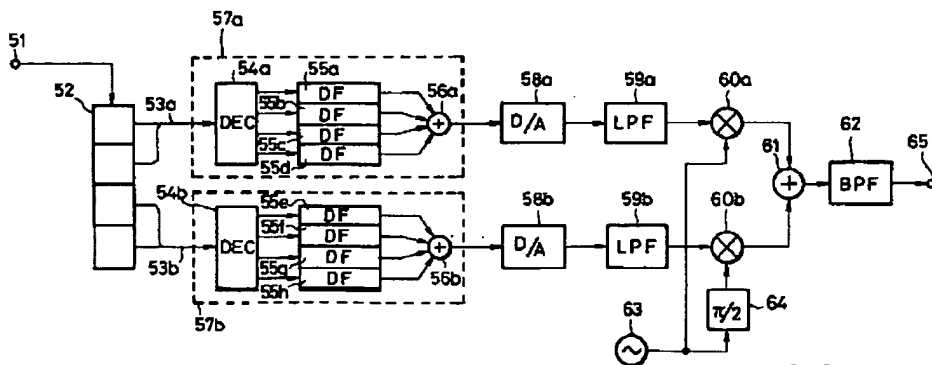 57a
51
54a
55a
58a
59a
60a
52
53a
DF
56a
55b
DF
DEC
D/A
LPF
62
65
DF
55c
61
DF
55d
BPF
54b
55e
58b
59b
60b
DF
55f
DF
DEC
D/A
LPF
DF
55g
53b
DF
56b
55h
64
63
π/2
57b